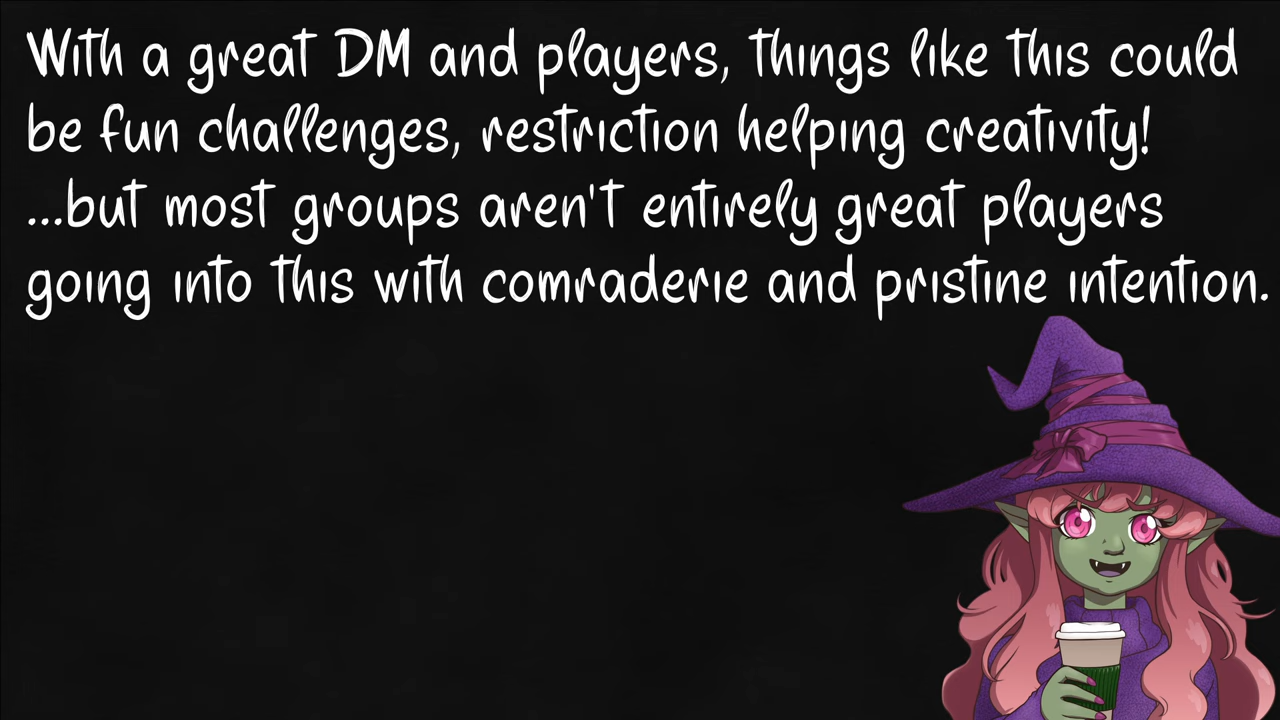 With a great DM and players, things like this could
be fun challenges, restriction helping creativity!
...but most groups aren't entirely great players
going into this with comraderie and pristine intention.